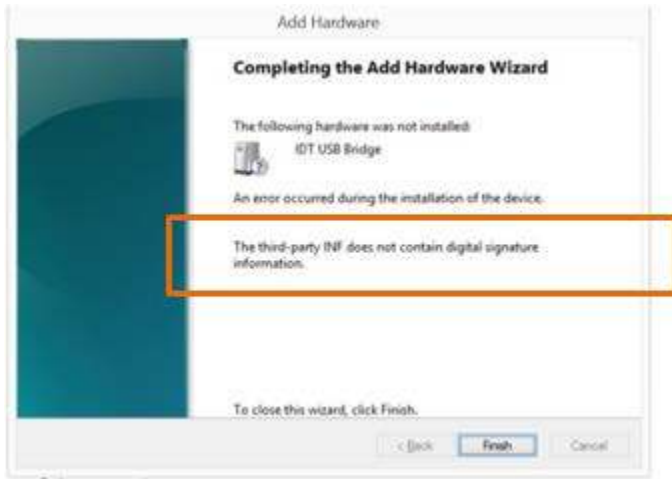 Add Hardware
Completing the Add Hardware Wizard
The following hardware was not installed:
IDT USB Bridge
An error occurred during the installation of the device.
The third-party INF does not contain digital signature
information.
To close this wizard, click Finish.
< Back
Finish
Cancel